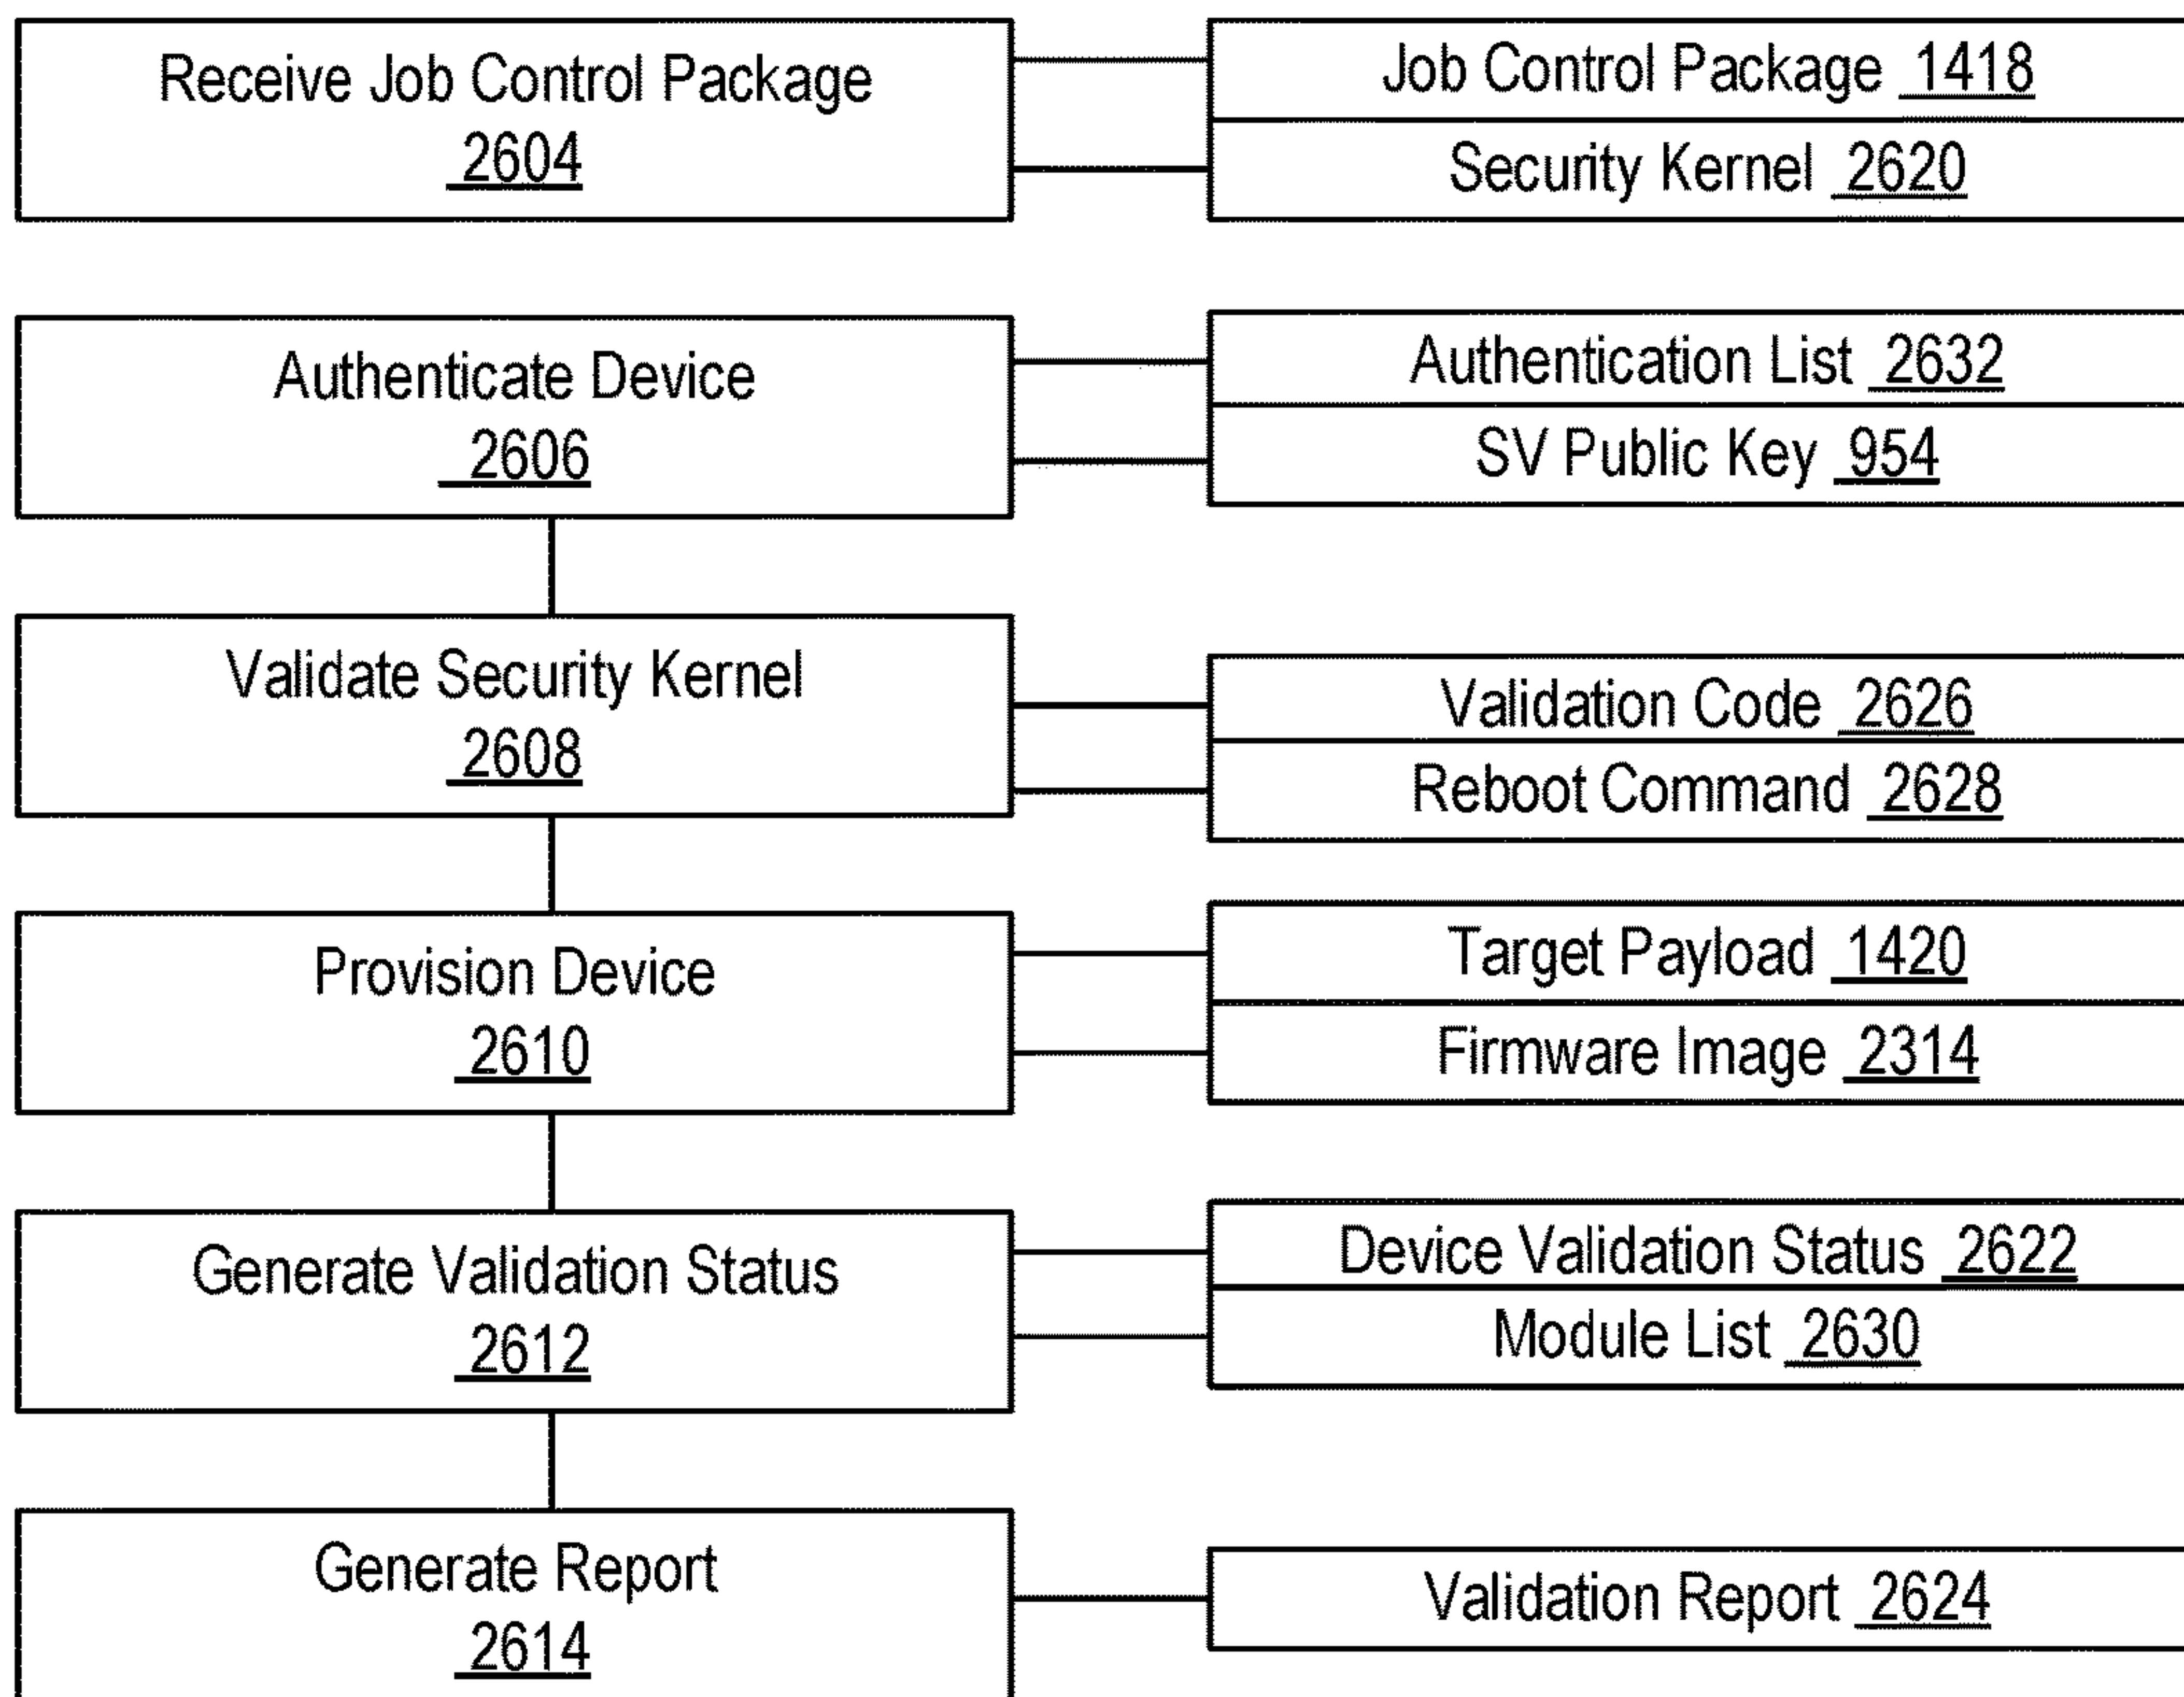 Receive Job Control Package
2604
Job Control Package 1418
Security Kernel 2620
Authenticate Device
2606
Authentication List 2632
SV Public Key 954
Validate Security Kernel
2608
Validation Code 2626
Reboot Command 2628
Provision Device
2610
Target Payload 1420
Firmware Image 2314
Generate Validation Status
2612
Device Validation Status 2622
Module List 2630
Generate Report
2614
Validation Report 2624